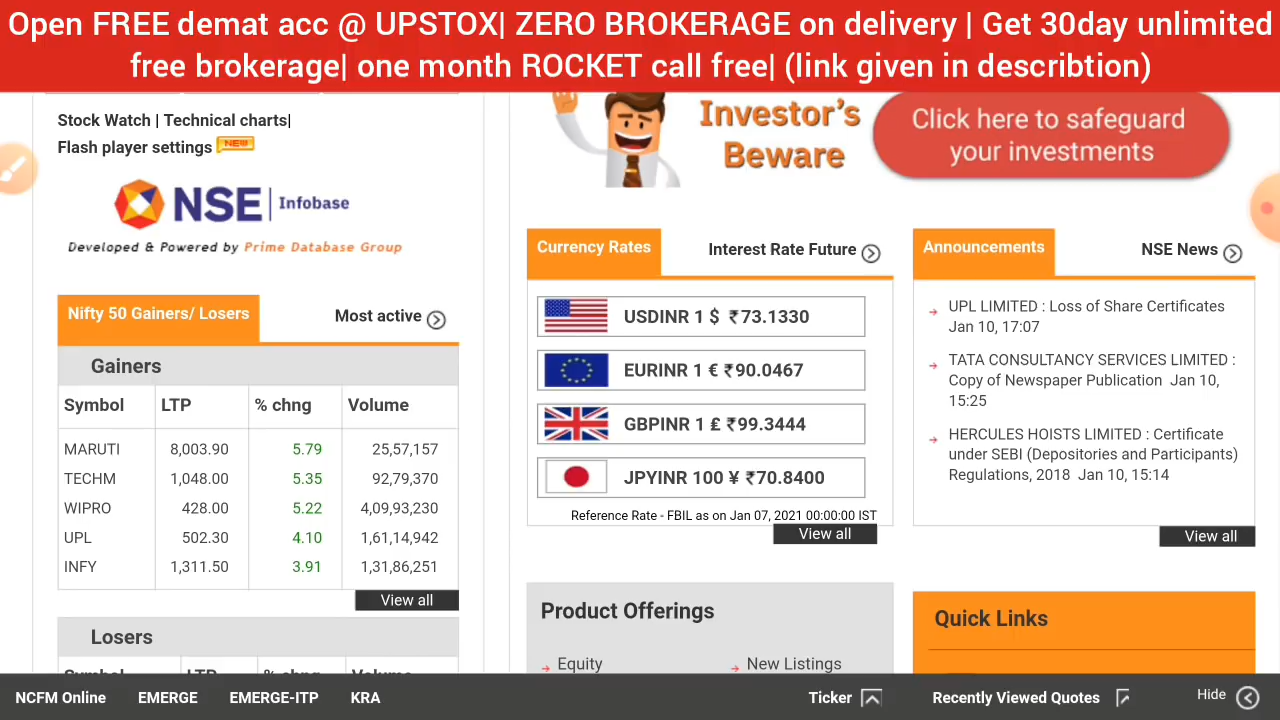 Open FREE demat acc @ UPSTOX| ZERO BROKERAGE on delivery | Get 30day unlimited
free brokerage| one month ROCKET call free| (link given in describtion)
Stock Watch | Technical charts|
Flash player settings NEW
NSE Infobase
Developed & Powered by Prime Database Group
Investor's
Beware
Click here to safeguard
your investments
Nifty 50 Gainers/ Losers Most active
Gainers
Symbol LTP % chng Volume
MARUTI 8,003.90 5.79 25,57,157
TECHM 1,048.00 5.35 92,79,370
WIPRO 428.00 5.22 4,09,93,230
UPL 502.30 4.10 1,61,14,942
INFY 1,311.50 3.91 1,31,86,251
View all
Losers
Symbol LTP % chng Volume
Currency Rates Interest Rate Future
USDINR 1 $ ₹73.1330
EURINR 1 € ₹90.0467
GBPINR 1 £ ₹99.3444
JPYINR 100 ¥ ₹70.8400
Reference Rate - FBIL as on Jan 07, 2021 00:00:00 IST
View all
Announcements NSE News
UPL LIMITED : Loss of Share Certificates
Jan 10, 17:07
TATA CONSULTANCY SERVICES LIMITED :
Copy of Newspaper Publication Jan 10,
15:25
HERCULES HOISTS LIMITED : Certificate
under SEBI (Depositories and Participants)
Regulations, 2018 Jan 10, 15:14
View all
Product Offerings
Equity New Listings
Quick Links
NCFM Online EMERGE EMERGE-ITP KRA Ticker Recently Viewed Quotes Hide